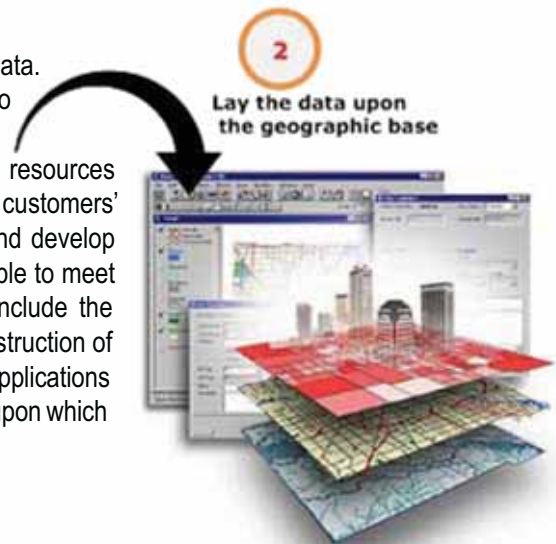 ata.
o
resources
customers’
nd develop
ble to meet
nclude the
struction of
pplications
upon which
2
Lay the data upon
the geographic base